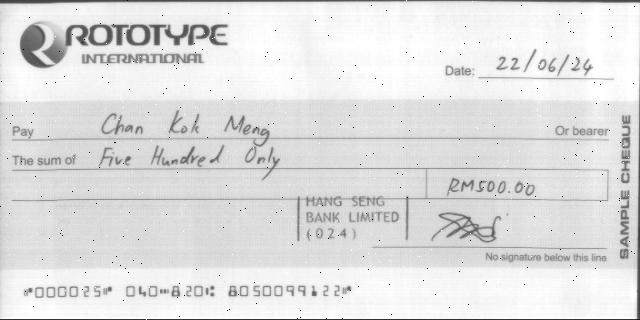 ROTOTYPE
INTERNATIONAL
Date: 22/06/24
Pay Chan Kok Meng Or bearer
The sum of Five Hundred Only
RM500.00
HANG SENG
BANK LIMITED
(024)
No signature below this line
SAMPLE CHEQUE
⑈000025⑈ 040⑉820⑆ 8050099122⑈